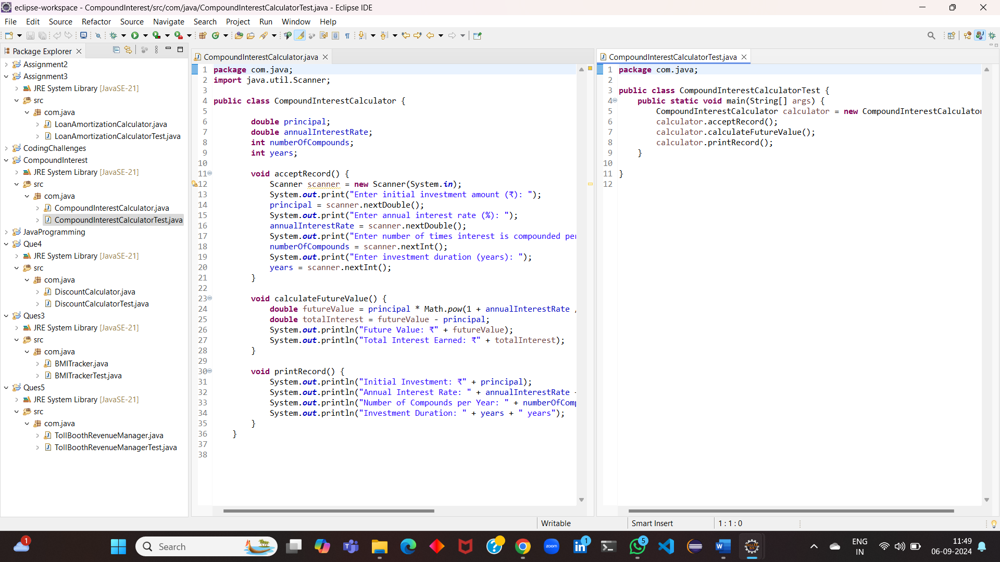 eclipse-workspace - CompoundInterest/src/com/java/CompoundInterestCalculatorTest.java - Eclipse IDE
File Edit Source Refactor Source Navigate Search Project Run Window Help
Package Explorer
Assignment2
Assignment3
JRE System Library [JavaSE-21]
src
com.java
LoanAmortizationCalculator.java
LoanAmortizationCalculatorTest.java
CodingChallenges
CompoundInterest
JRE System Library [JavaSE-21]
src
com.java
CompoundInterestCalculator.java
CompoundInterestCalculatorTest.java
JavaProgramming
Que4
JRE System Library [JavaSE-21]
src
com.java
DiscountCalculator.java
DiscountCalculatorTest.java
Ques3
JRE System Library [JavaSE-21]
src
com.java
BMITracker.java
BMITrackerTest.java
Ques5
JRE System Library [JavaSE-21]
src
com.java
TollBoothRevenueManager.java
TollBoothRevenueManagerTest.java
CompoundInterestCalculator.java
1 package com.java;
2 import java.util.Scanner;
3
4 public class CompoundInterestCalculator {
5
6 double principal;
7 double annualInterestRate;
8 int numberOfCompounds;
9 int years;
10
11 void acceptRecord() {
12 Scanner scanner = new Scanner(System.in);
13 System.out.print("Enter initial investment amount (₹): ");
14 principal = scanner.nextDouble();
15 System.out.print("Enter annual interest rate (%): ");
16 annualInterestRate = scanner.nextDouble();
17 System.out.print("Enter number of times interest is compounded per
18 numberOfCompounds = scanner.nextInt();
19 System.out.print("Enter investment duration (years): ");
20 years = scanner.nextInt();
21 }
22
23 void calculateFutureValue() {
24 double futureValue = principal * Math.pow(1 + annualInterestRate /
25 double totalInterest = futureValue - principal;
26 System.out.println("Future Value: ₹" + futureValue);
27 System.out.println("Total Interest Earned: ₹" + totalInterest);
28 }
29
30 void printRecord() {
31 System.out.println("Initial Investment: ₹" + principal);
32 System.out.println("Annual Interest Rate: " + annualInterestRate +
33 System.out.println("Number of Compounds per Year: " + numberOfComp
34 System.out.println("Investment Duration: " + years + " years");
35 }
36 }
37
38
CompoundInterestCalculatorTest.java
1 package com.java;
2
3 public class CompoundInterestCalculatorTest {
4 public static void main(String[] args) {
5 CompoundInterestCalculator calculator = new CompoundInterestCalculator
6 calculator.acceptRecord();
7 calculator.calculateFutureValue();
8 calculator.printRecord();
9 }
10
11 }
12
Writable Smart Insert 1 : 1 : 0
1
Search
zoom
1
5
ENG
IN
11:49
06-09-2024